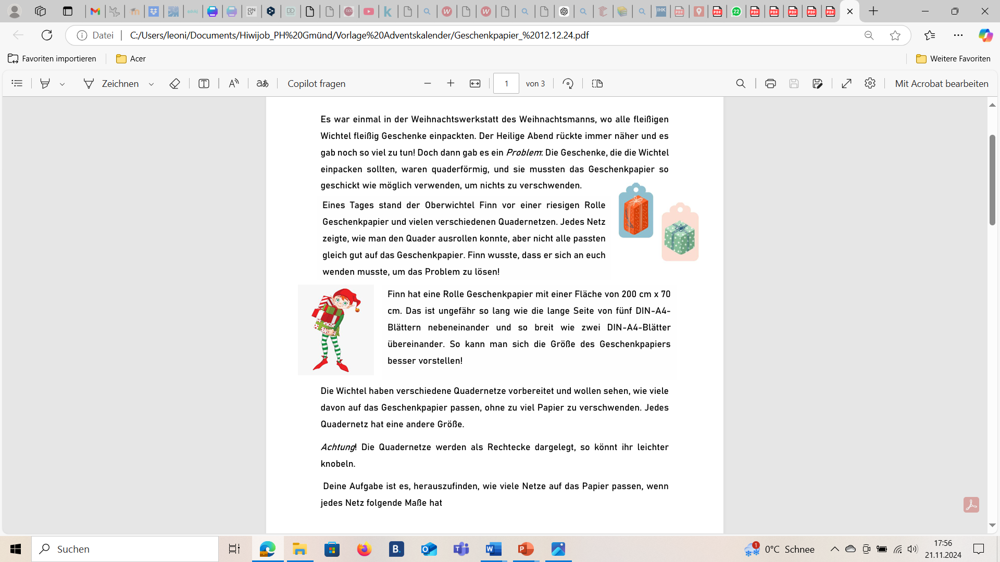 Datei
C:/Users/leoni/Documents/Hiwijob_PH%20Gmünd/Vorlage%20Adventskalender/Geschenkpapier_%2012.12.24.pdf
Favoriten importieren
Acer
Weitere Favoriten
Zeichnen
Copilot fragen
1
von 3
Mit Acrobat bearbeiten
Es war einmal in der Weihnachtswerkstatt des Weihnachtsmanns, wo alle fleißigen
Wichtel fleißig Geschenke einpackten. Der Heilige Abend rückte immer näher und es
gab noch so viel zu tun! Doch dann gab es ein Problem: Die Geschenke, die die Wichtel
einpacken sollten, waren quaderförmig, und sie mussten das Geschenkpapier so
geschickt wie möglich verwenden, um nichts zu verschwenden.
Eines Tages stand der Oberwichtel Finn vor einer riesigen Rolle
Geschenkpapier und vielen verschiedenen Quadernetzen. Jedes Netz
zeigte, wie man den Quader ausrollen konnte, aber nicht alle passten
gleich gut auf das Geschenkpapier. Finn wusste, dass er sich an euch
wenden musste, um das Problem zu lösen!
Finn hat eine Rolle Geschenkpapier mit einer Fläche von 200 cm x 70
cm. Das ist ungefähr so lang wie die lange Seite von fünf DIN-A4-
Blättern nebeneinander und so breit wie zwei DIN-A4-Blätter
übereinander. So kann man sich die Größe des Geschenkpapiers
besser vorstellen!
Die Wichtel haben verschiedene Quadernetze vorbereitet und wollen sehen, wie viele
davon auf das Geschenkpapier passen, ohne zu viel Papier zu verschwenden. Jedes
Quadernetz hat eine andere Größe.
Achtung! Die Quadernetze werden als Rechtecke dargelegt, so könnt ihr leichter
knobeln.
Deine Aufgabe ist es, herauszufinden, wie viele Netze auf das Papier passen, wenn
jedes Netz folgende Maße hat
Suchen
1
0°C Schnee
17:56
21.11.2024